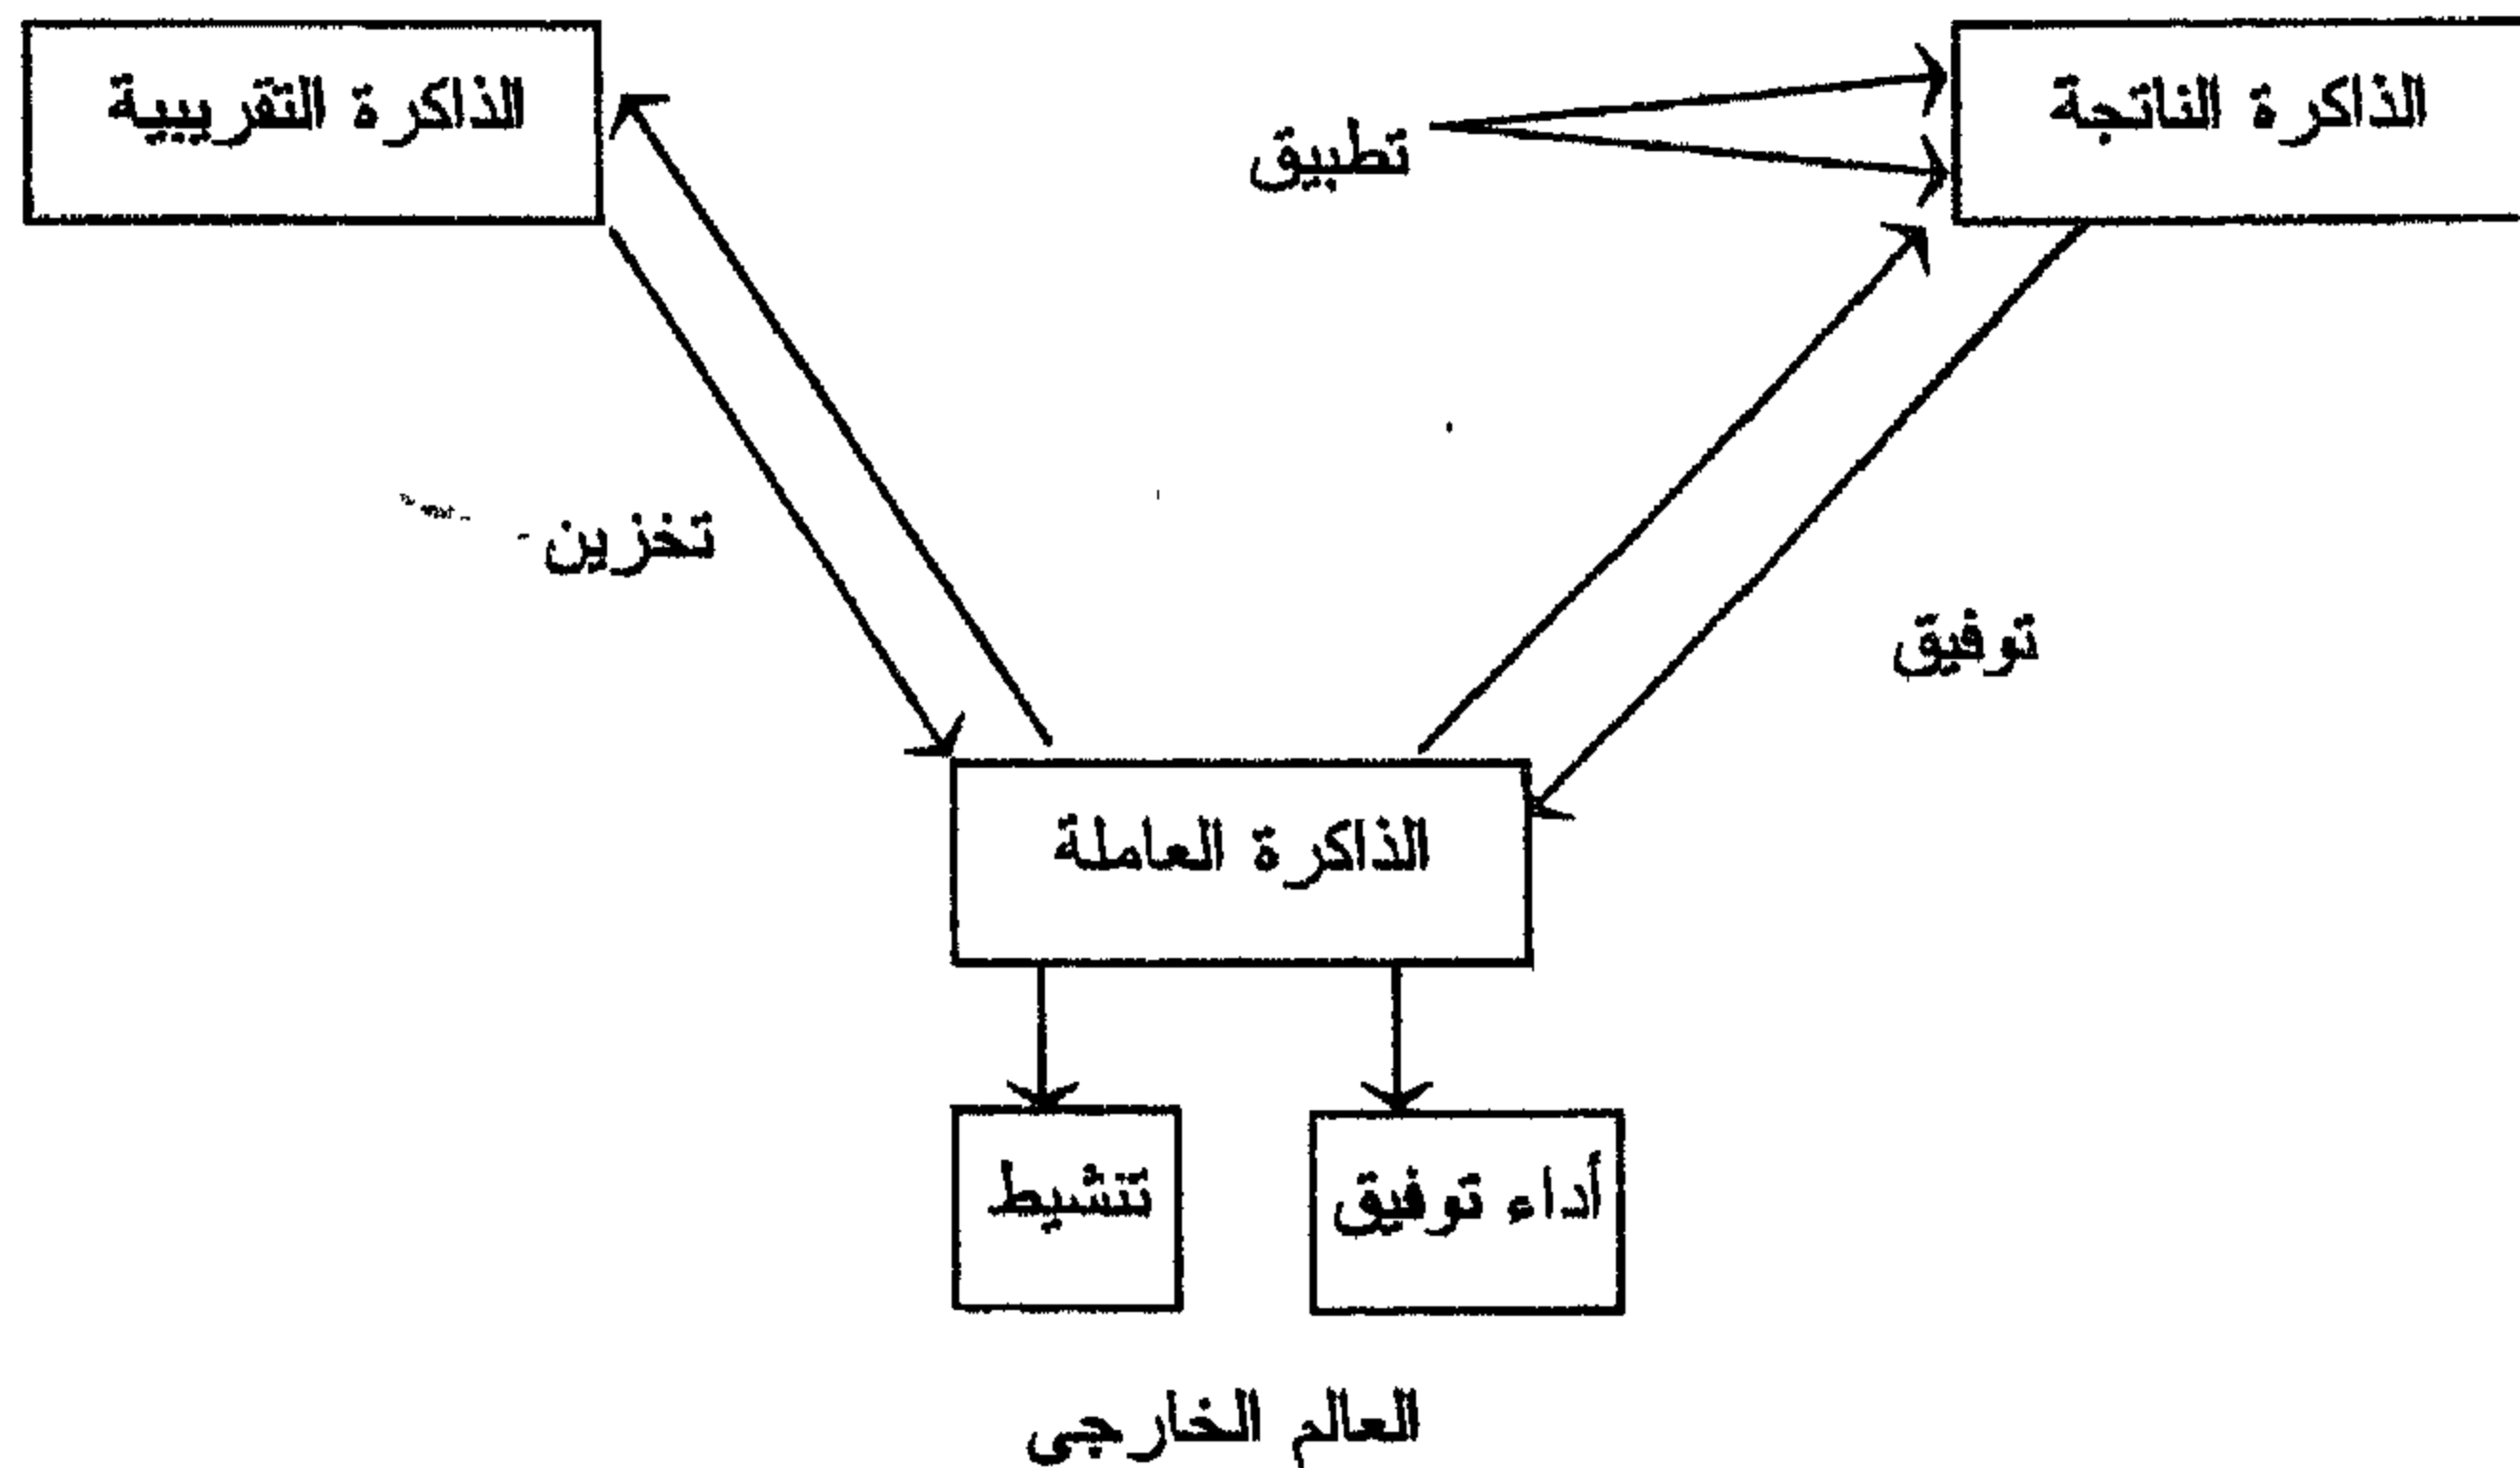 الذاكرة الناتجة
الذاكرة التقريبية
تطبيق
تخزين
توفيق
الذاكرة العاملة
أداء توفيق
تنشيط
العالم الخارجى